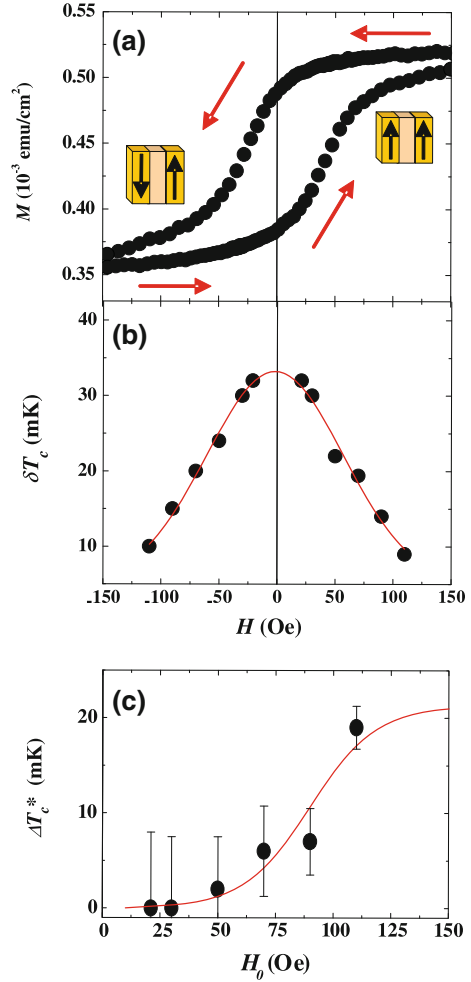 (a)
M (10⁻³ emu/cm²)
0.55
0.50
0.45
0.40
0.35
(b)
δT_c (mK)
40
30
20
10
-150 -100 -50 0 50 100 150
H (Oe)
(c)
ΔT_c* (mK)
20
10
0
0 25 50 75 100 125 150
H₀ (Oe)